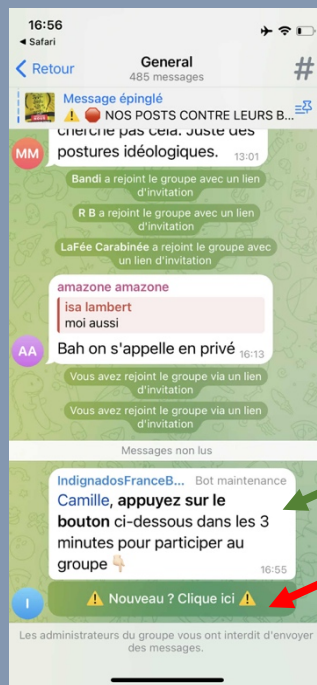 16:56
◀ Safari
Retour
General
485 messages
#
Message épinglé
⚠️ 🛑 NOS POSTS CONTRE LEURS B...
cherche pas cela. Juste des
postures idéologiques. 13:01
MM
Bandi a rejoint le groupe avec un lien
d'invitation
R B a rejoint le groupe avec un lien
d'invitation
LaFée Carabinée a rejoint le groupe avec
un lien d'invitation
amazone amazone
isa lambert
moi aussi
Bah on s'appelle en privé 16:13
AA
Vous avez rejoint le groupe via un lien
d'invitation
Vous avez rejoint le groupe via un lien
d'invitation
Messages non lus
IndignadosFranceB... Bot maintenance
Camille, appuyez sur le
bouton ci-dessous dans les 3
minutes pour participer au
groupe 👇🏻 16:55
⚠️ Nouveau ? Clique ici ⚠️
I
Les administrateurs du groupe vous ont interdit d'envoyer
des messages.